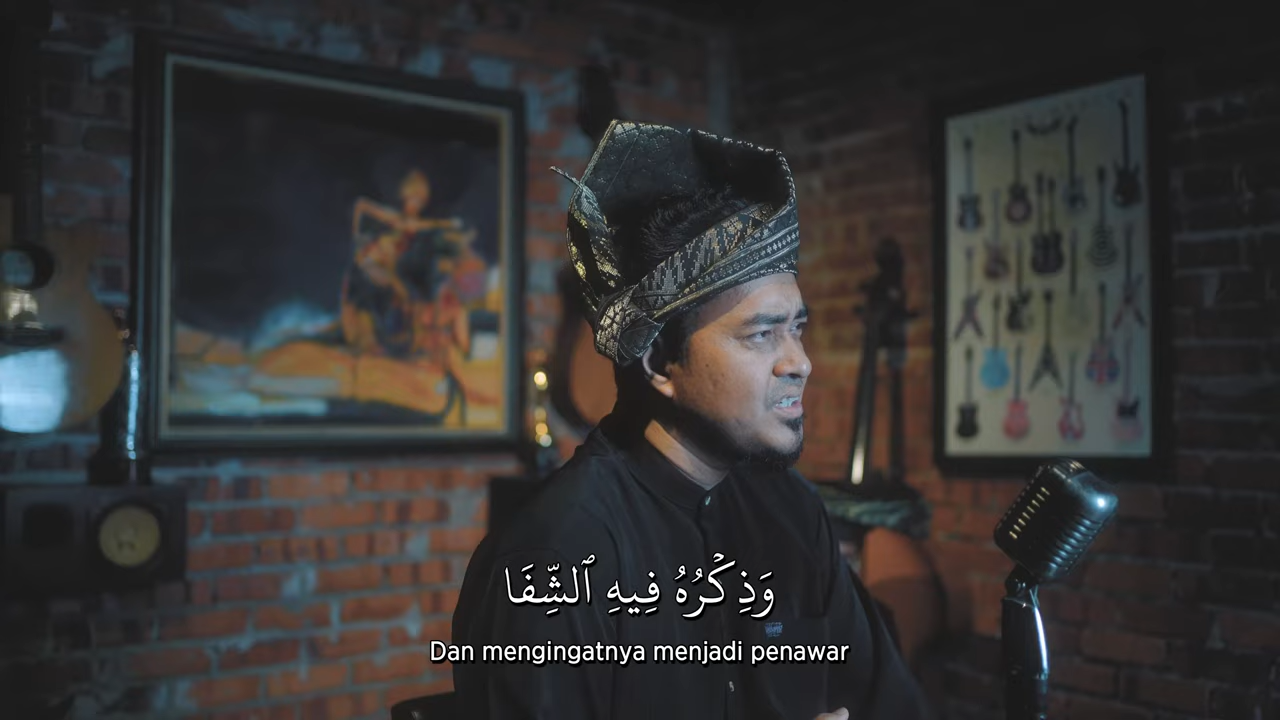 وَذِكْرُهُ فِيهِ ٱلشِّفَا
Dan mengingatnya menjadi penawar